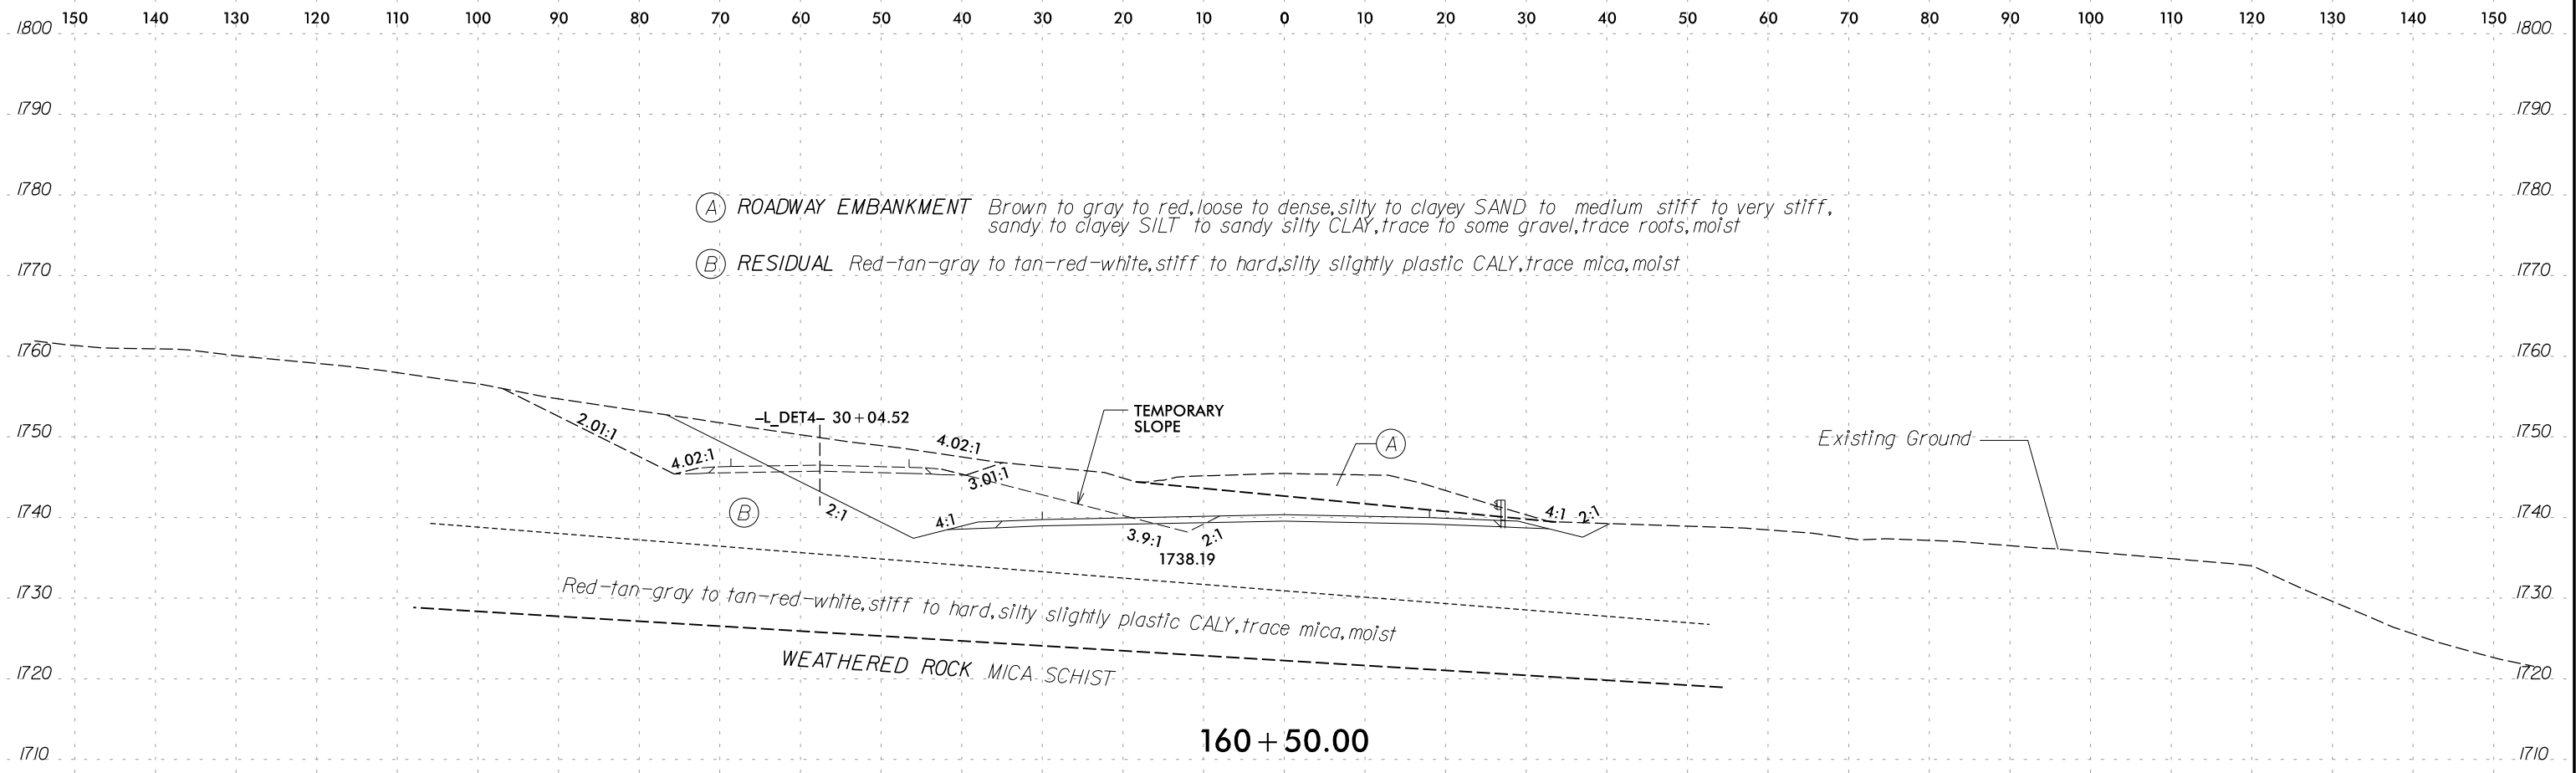 150 140 130 120 110 100 90 80 70 60 50 40 30 20 10 0 10 20 30 40 50 60 70 80 90 100 110 120 130 140 150
1800 1800
1790 1790
1780 1780
A ROADWAY EMBANKMENT Brown to gray to red, loose to dense, silty to clayey SAND to medium stiff to very stiff,
sandy to clayey SILT to sandy silty CLAY, trace to some gravel, trace roots, moist
B RESIDUAL Red-tan-gray to tan-red-white, stiff to hard, silty slightly plastic CALY, trace mica, moist
1770 1770
1760 1760
-L_DET4- 30+04.52
TEMPORARY
SLOPE
2.01:1
4.02:1
4.02:1
3.01:1
A
Existing Ground
1750 1750
B
2:1
4:1
3.9:1
2:1
1738.19
4:1
2:1
1740 1740
Red-tan-gray to tan-red-white, stiff to hard, silty slightly plastic CALY, trace mica, moist
1730 1730
WEATHERED ROCK MICA SCHIST
1720 1720
160+50.00
1710 1710